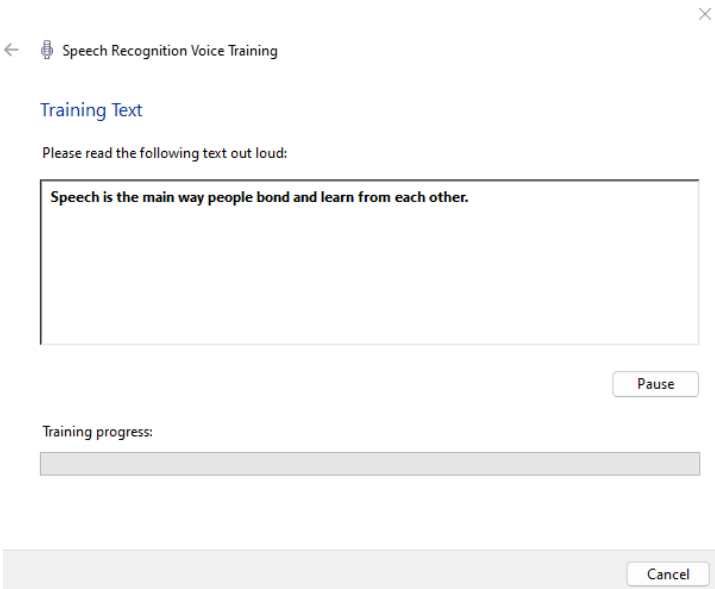 Speech Recognition Voice Training
Training Text
Please read the following text out loud:
Speech is the main way people bond and learn from each other.
Pause
Training progress:
Cancel